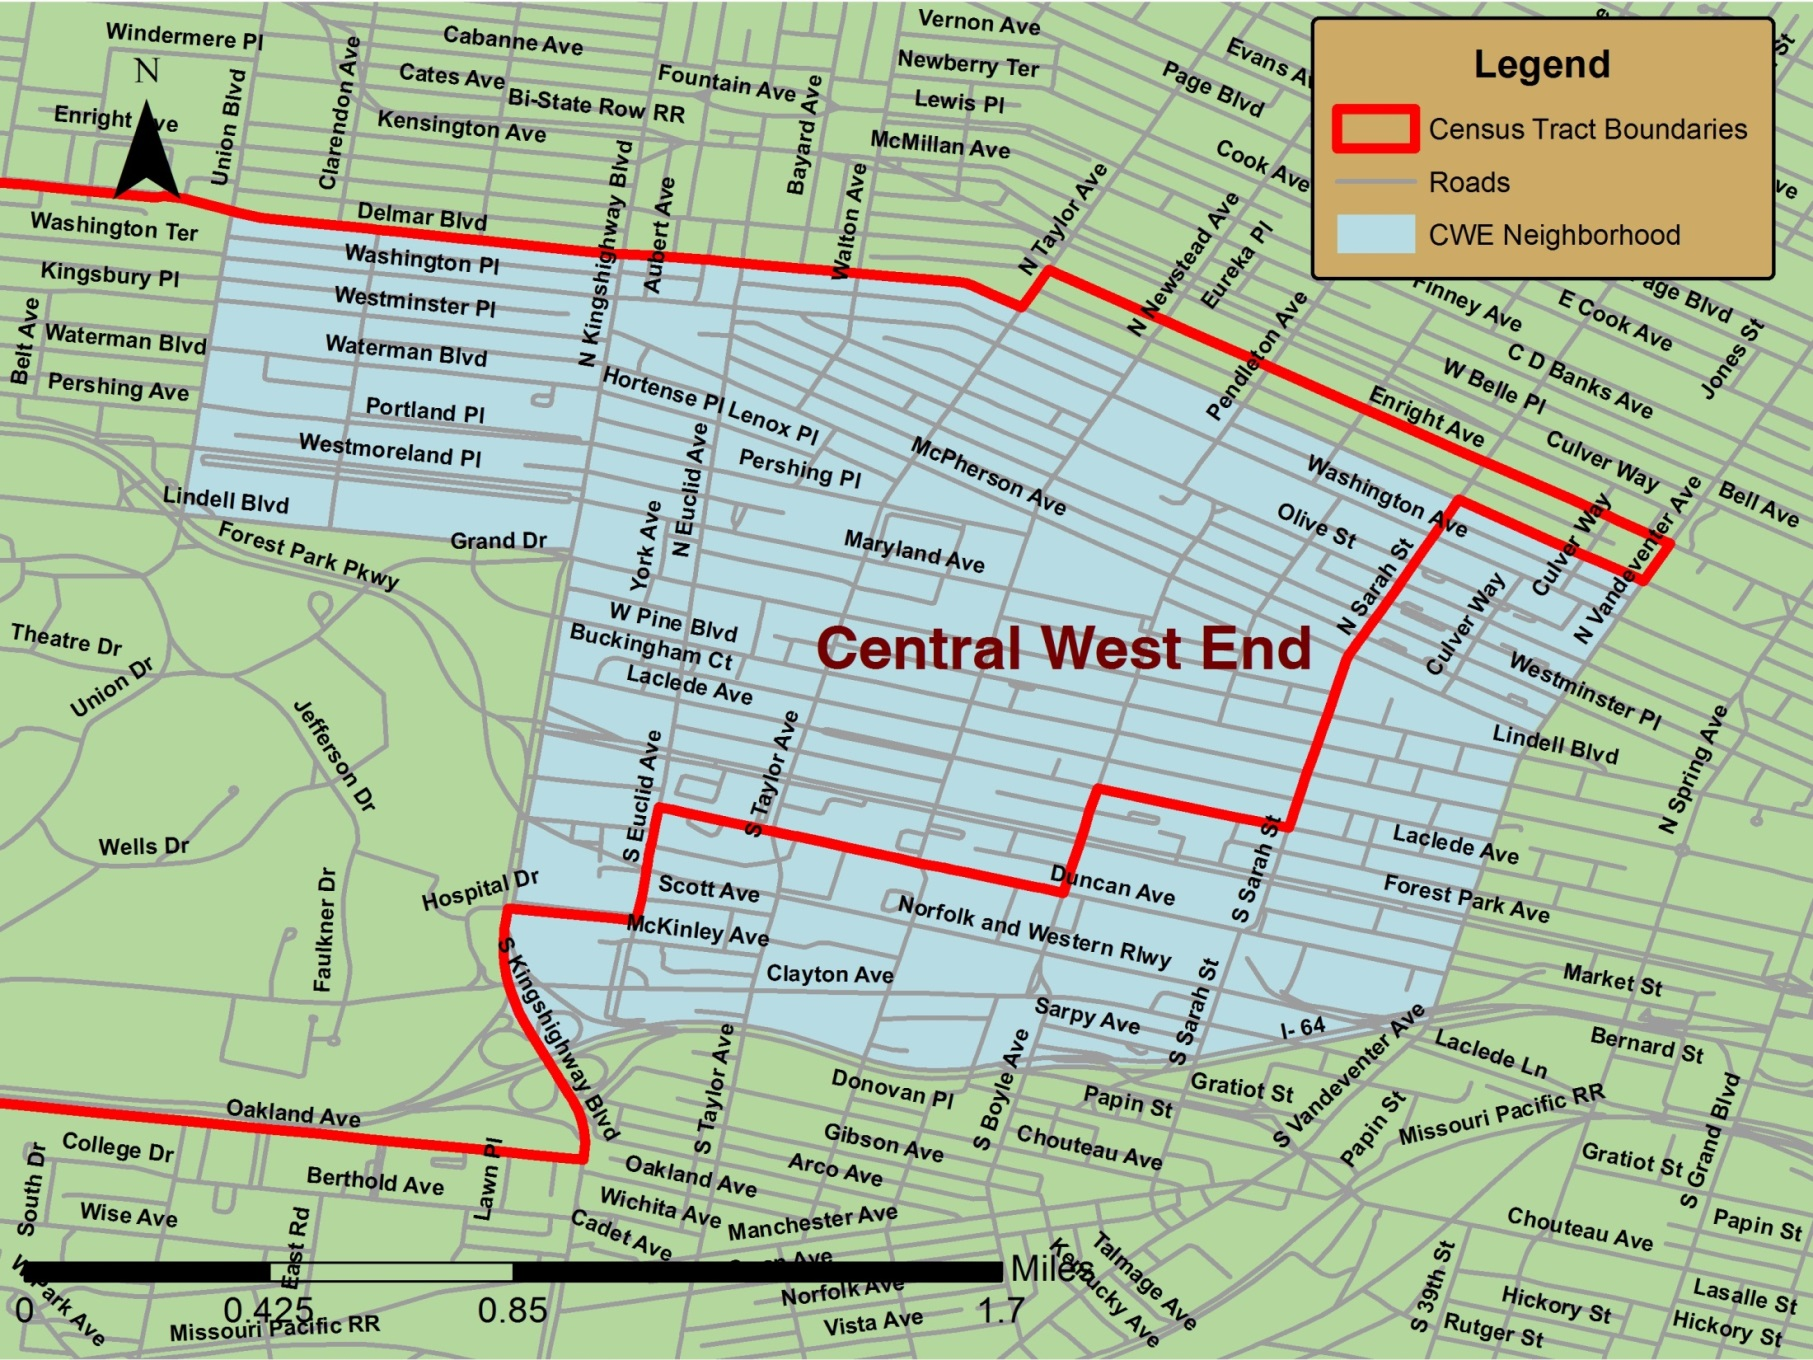 Windermere Pl
N
Enright Ave
Union Blvd
Clarendon Ave
Cabanne Ave
Cates Ave
Bi-State Row RR
Kensington Ave
Fountain Ave
Bayard Ave
Vernon Ave
Newberry Ter
Lewis Pl
McMillan Ave
Walton Ave
Page Blvd
Cook Ave
N Taylor Ave
N Newstead Ave
Eureka Pl
Pendleton Ave
Legend
Census Tract Boundaries
Roads
CWE Neighborhood
Finney Ave
E Cook Ave
Page Blvd
Jones St
C D Banks Ave
W Belle Pl
Enright Ave
Culver Way
Bell Ave
Washington Ter
Kingsbury Pl
Belt Ave
Waterman Blvd
Pershing Ave
Delmar Blvd
Washington Pl
Westminster Pl
Waterman Blvd
Portland Pl
Westmoreland Pl
Lindell Blvd
N Kingshighway Blvd
Aubert Ave
Hortense Pl
Lenox Pl
Pershing Pl
N Euclid Ave
York Ave
McPherson Ave
Maryland Ave
Washington Ave
Olive St
N Sarah St
Culver Way
Culver Way
N Vandeventer Ave
Westminster Pl
Lindell Blvd
N Spring Ave
Grand Dr
Forest Park Pkwy
Theatre Dr
Union Dr
Jefferson Dr
Wells Dr
Faulkner Dr
Hospital Dr
W Pine Blvd
Buckingham Ct
Laclede Ave
Central West End
S Euclid Ave
S Taylor Ave
Scott Ave
McKinley Ave
Clayton Ave
Duncan Ave
Norfolk and Western Rlwy
S Sarah St
Laclede Ave
Forest Park Ave
Sarpy Ave
S Sarah St
I- 64
Market St
Bernard St
Laclede Ln
S Vandeventer Ave
Gratiot St
Papin St
Papin St
Missouri Pacific RR
S Kingshighway Blvd
S Taylor Ave
Donovan Pl
S Boyle Ave
Gibson Ave
Chouteau Ave
Arco Ave
Oakland Ave
Wichita Ave
Manchester Ave
Cadet Ave
Oakland Ave
College Dr
South Dr
Berthold Ave
Lawn Pl
Wise Ave
East Rd
W Park Ave
Missouri Pacific RR
Norfolk Ave
Vista Ave
Kentucky Ave
Talmage Ave
S Grand Blvd
Gratiot St
Chouteau Ave
Papin St
S 39th St
Hickory St
Rutger St
Lasalle St
Hickory St
0 0.425 0.85 1.7
Miles